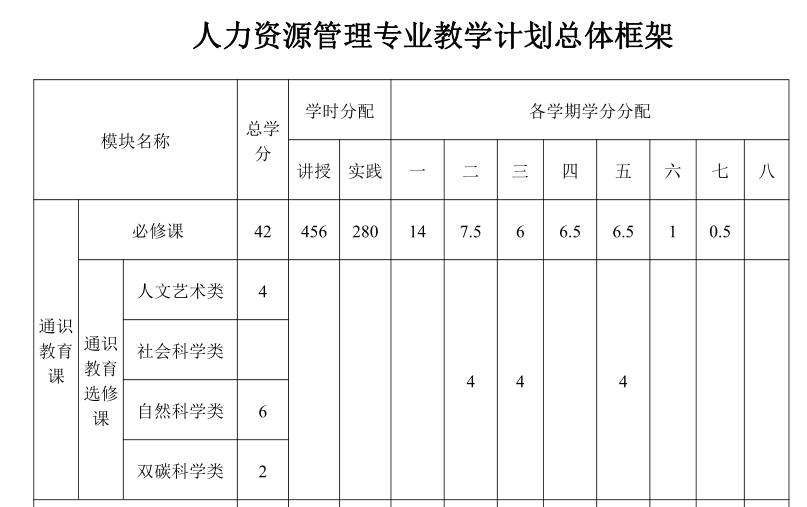 人力资源管理专业教学计划总体框架
模块名称 总学分 学时分配 各学期学分分配
讲授 实践 一 二 三 四 五 六 七 八
通识教育课 必修课 42 456 280 14 7.5 6 6.5 6.5 1 0.5
通识教育选修课 人文艺术类 4
社会科学类 4 4 4
自然科学类 6
双碳科学类 2